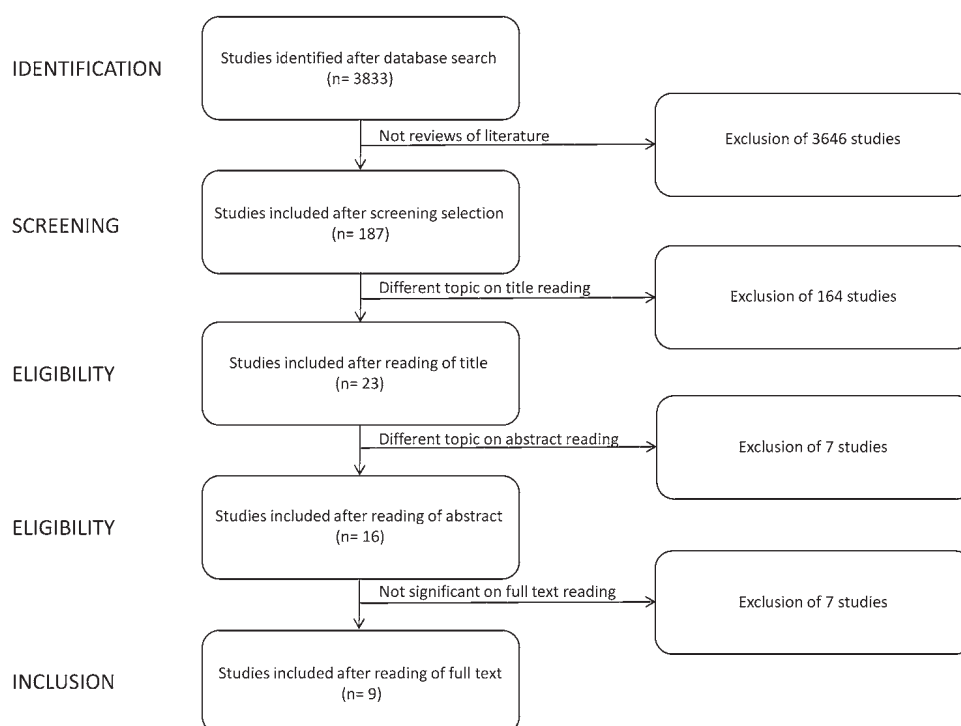 IDENTIFICATION
Studies identified after database search
(n= 3833)
Not reviews of literature
Exclusion of 3646 studies
SCREENING
Studies included after screening selection
(n= 187)
Different topic on title reading
Exclusion of 164 studies
ELIGIBILITY
Studies included after reading of title
(n= 23)
Different topic on abstract reading
Exclusion of 7 studies
ELIGIBILITY
Studies included after reading of abstract
(n= 16)
Not significant on full text reading
Exclusion of 7 studies
INCLUSION
Studies included after reading of full text
(n= 9)